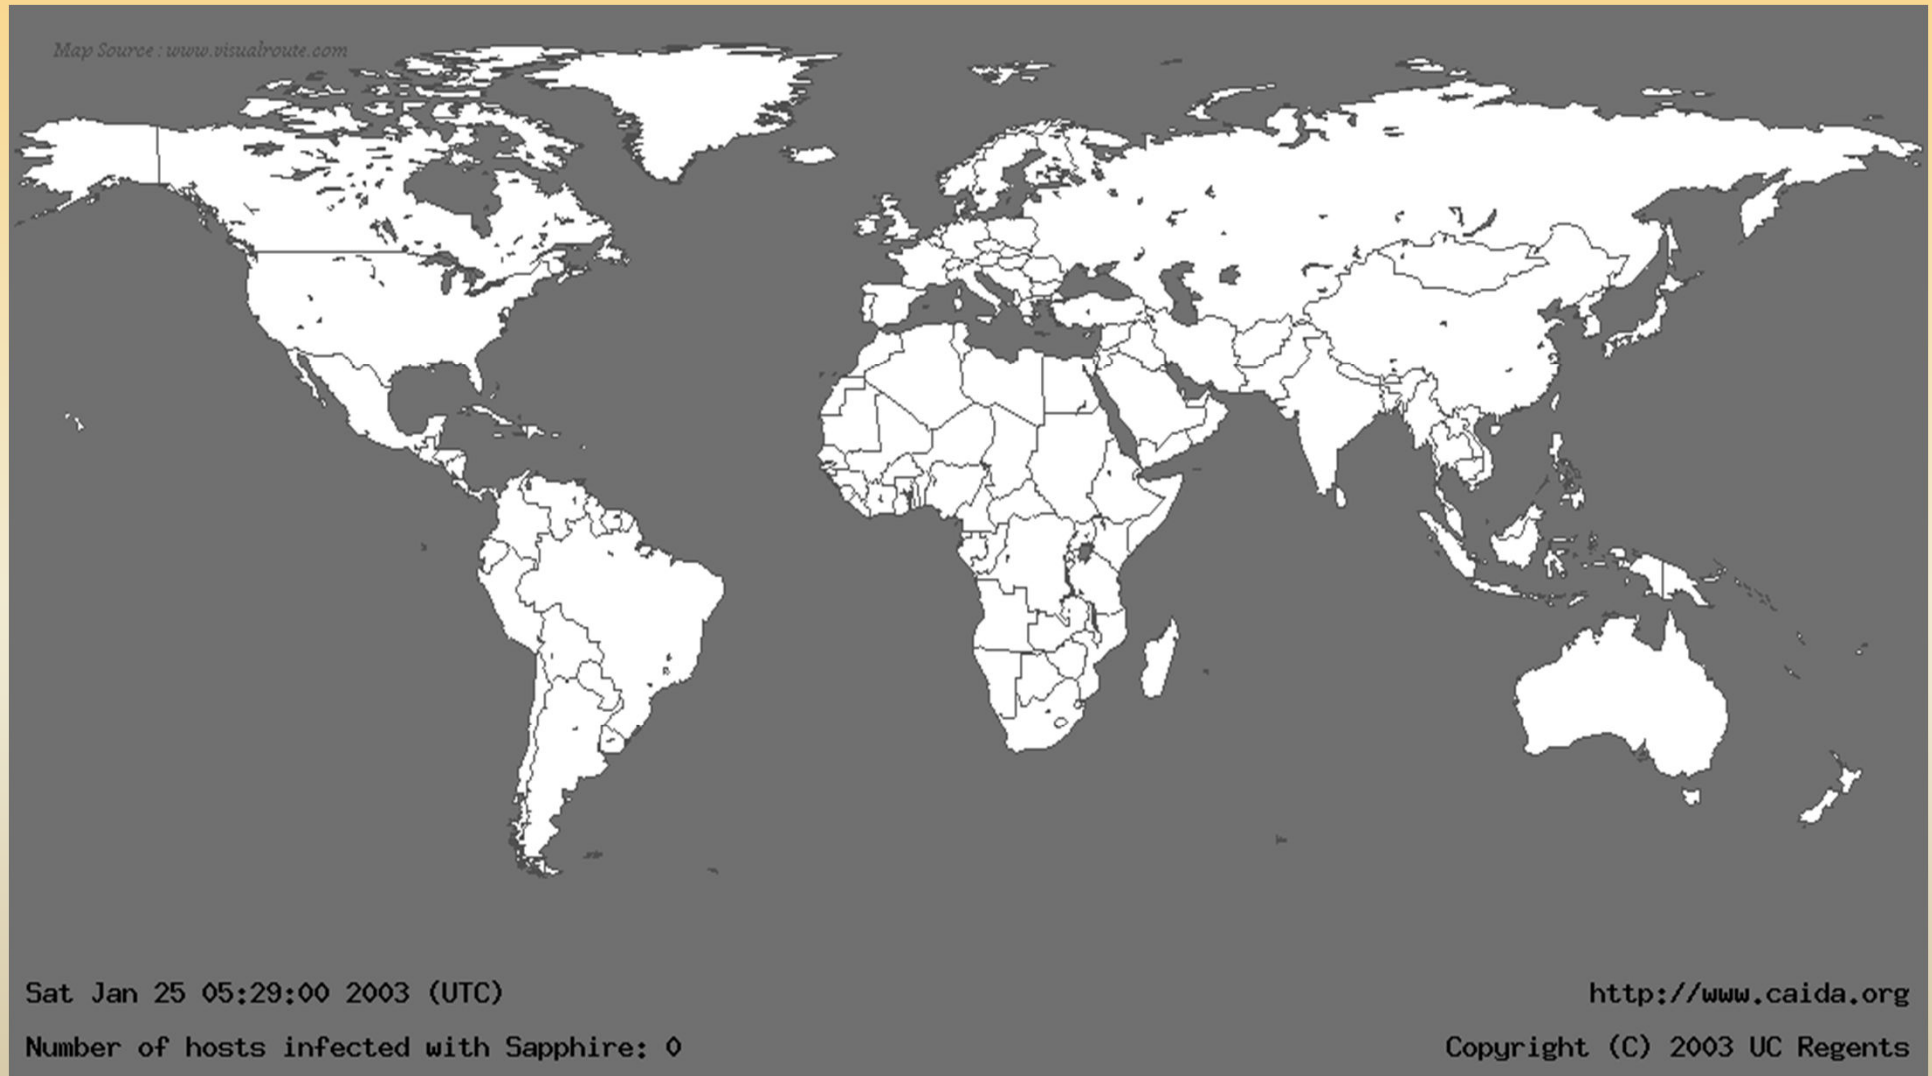 Map Source : www.visualroute.com
Sat Jan 25 05:29:00 2003 (UTC)
http://www.caida.org
Number of hosts infected with Sapphire: 0
Copyright (C) 2003 UC Regents